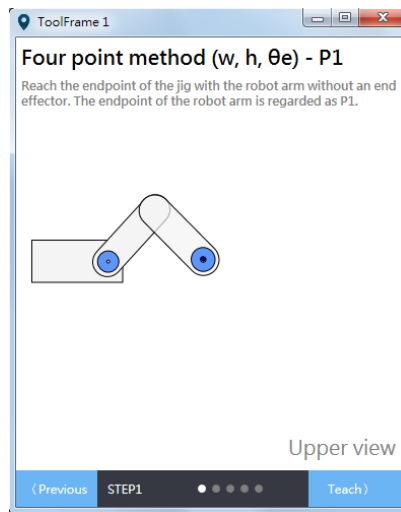 ToolFrame 1
Four point method (w, h, θe) - P1
Reach the endpoint of the jig with the robot arm without an end
effector. The endpoint of the robot arm is regarded as P1.
Upper view
〈Previous
STEP1
Teach〉